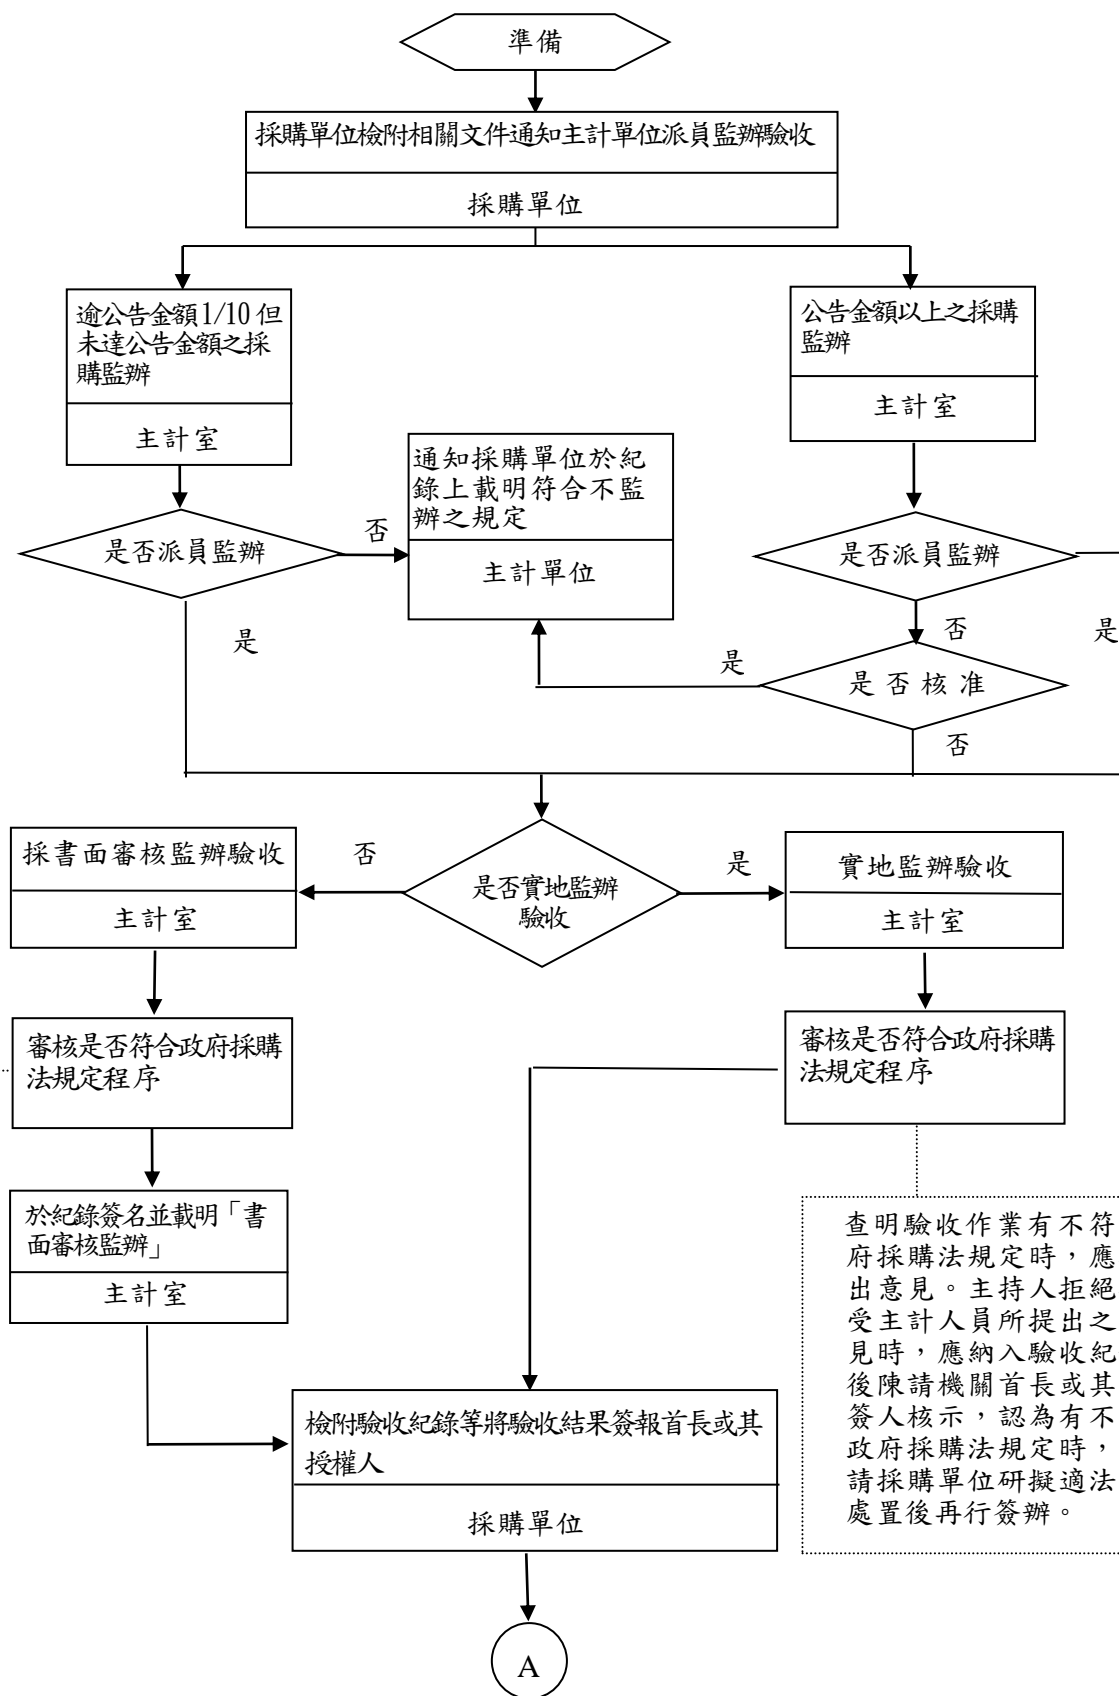 準備
採購單位檢附相關文件通知主計單位派員監辦驗收
採購單位
逾公告金額1/10但
未達公告金額之採
購監辦
主計室
公告金額以上之採購
監辦
主計室
通知採購單位於紀
錄上載明符合不監
辦之規定
主計單位
是否派員監辦
否
是
是否派員監辦
否
是
是否核准
是
否
採書面審核監辦驗收
主計室
否
是否實地監辦
驗收
是
實地監辦驗收
主計室
審核是否符合政府採購
法規定程序
審核是否符合政府採購
法規定程序
於紀錄簽名並載明「書
面審核監辦」
主計室
查明驗收作業有不符
府採購法規定時，應
出意見。主持人拒絕
受主計人員所提出之
見時，應納入驗收紀
後陳請機關首長或其
簽人核示，認為有不
政府採購法規定時，
請採購單位研擬適法
處置後再行簽辦。
檢附驗收紀錄等將驗收結果簽報首長或其
授權人
採購單位
A